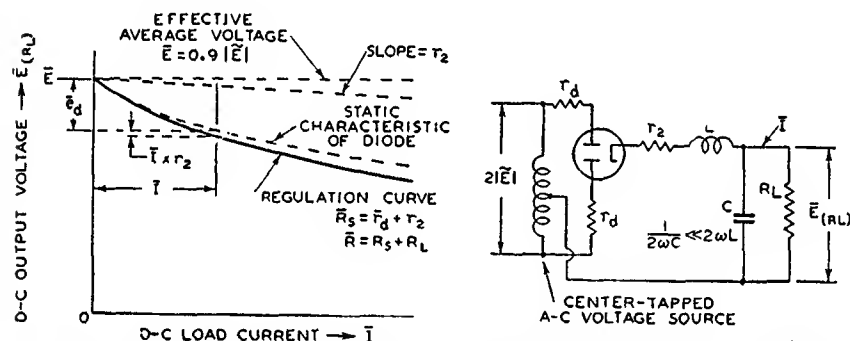 EFFECTIVE
AVERAGE VOLTAGE
Ē = 0.9 |Ẽ|
SLOPE = r₂
Ē
ē_d
Ī × r₂
Ī
STATIC
CHARACTERISTIC
OF DIODE
REGULATION CURVE
R̄_S = r̄_d + r₂
R̄ = R_S + R_L
D-C OUTPUT VOLTAGE → Ē_(R_L)
0
D-C LOAD CURRENT → Ī
r_d
2|Ẽ|
r₂
L
Ī
r_d
C
R_L
Ē_(R_L)
1/2ωC ≪ 2ωL
CENTER-TAPPED
A-C VOLTAGE SOURCE